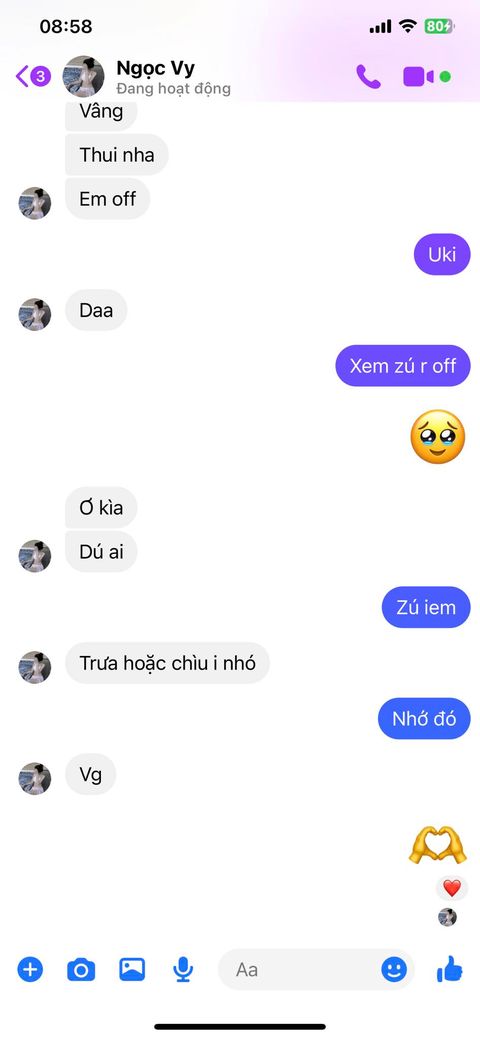 08:58
80
3
Ngọc Vy
Đang hoạt động
Vâng
Thui nha
Em off
Uki
Daa
Xem zú r off
Ơ kìa
Dú ai
Zú iem
Trưa hoặc chìu i nhó
Nhớ đó
Vg
Aa